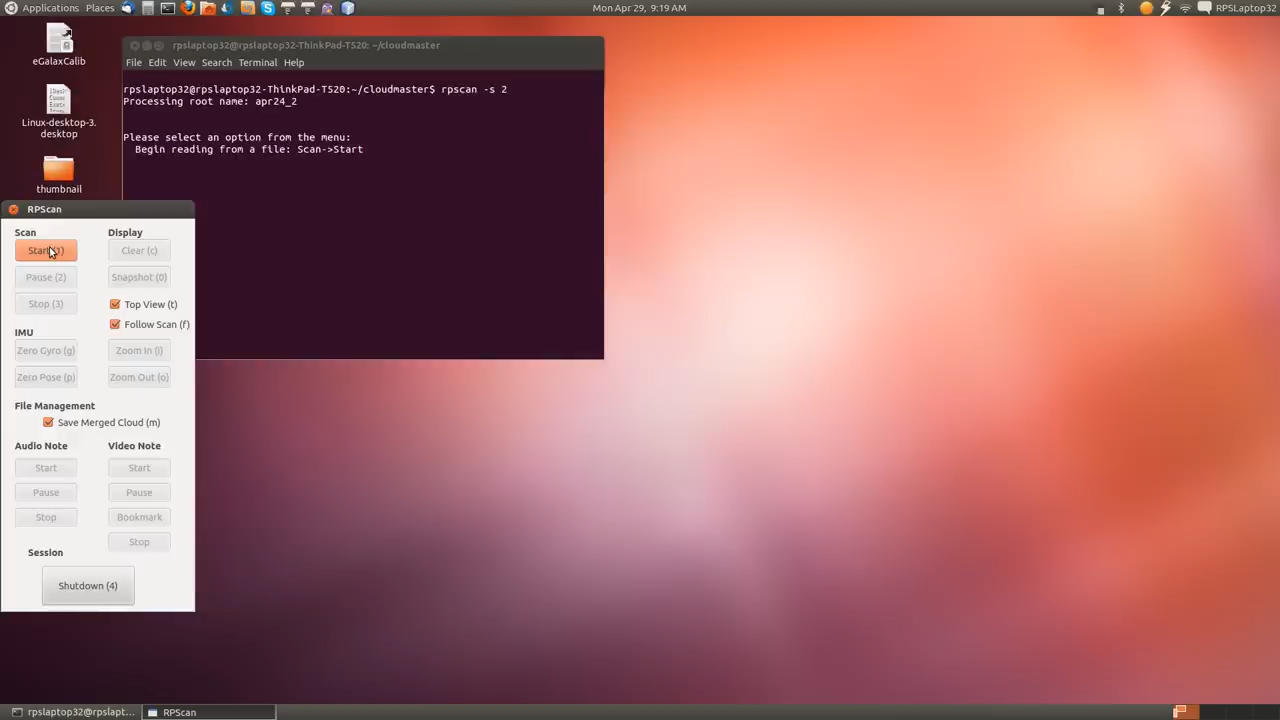 Applications Places
Mon Apr 29, 9:19 AM
RPSLaptop32
eGalaxCalib
Linux-desktop-3.
desktop
thumbnail
rpslaptop32@rpslaptop32-ThinkPad-T520: ~/cloudmaster
File Edit View Search Terminal Help
rpslaptop32@rpslaptop32-ThinkPad-T520:~/cloudmaster$ rpscan -s 2
Processing root name: apr24_2
Please select an option from the menu:
Begin reading from a file: Scan->Start
RPScan
Scan
Start (1)
Pause (2)
Stop (3)
Display
Clear (c)
Snapshot (0)
Top View (t)
Follow Scan (f)
Zoom In (i)
Zoom Out (o)
IMU
Zero Gyro (g)
Zero Pose (p)
File Management
Save Merged Cloud (m)
Audio Note
Start
Pause
Stop
Video Note
Start
Pause
Bookmark
Stop
Session
Shutdown (4)
rpslaptop32@rpslapt...
RPScan